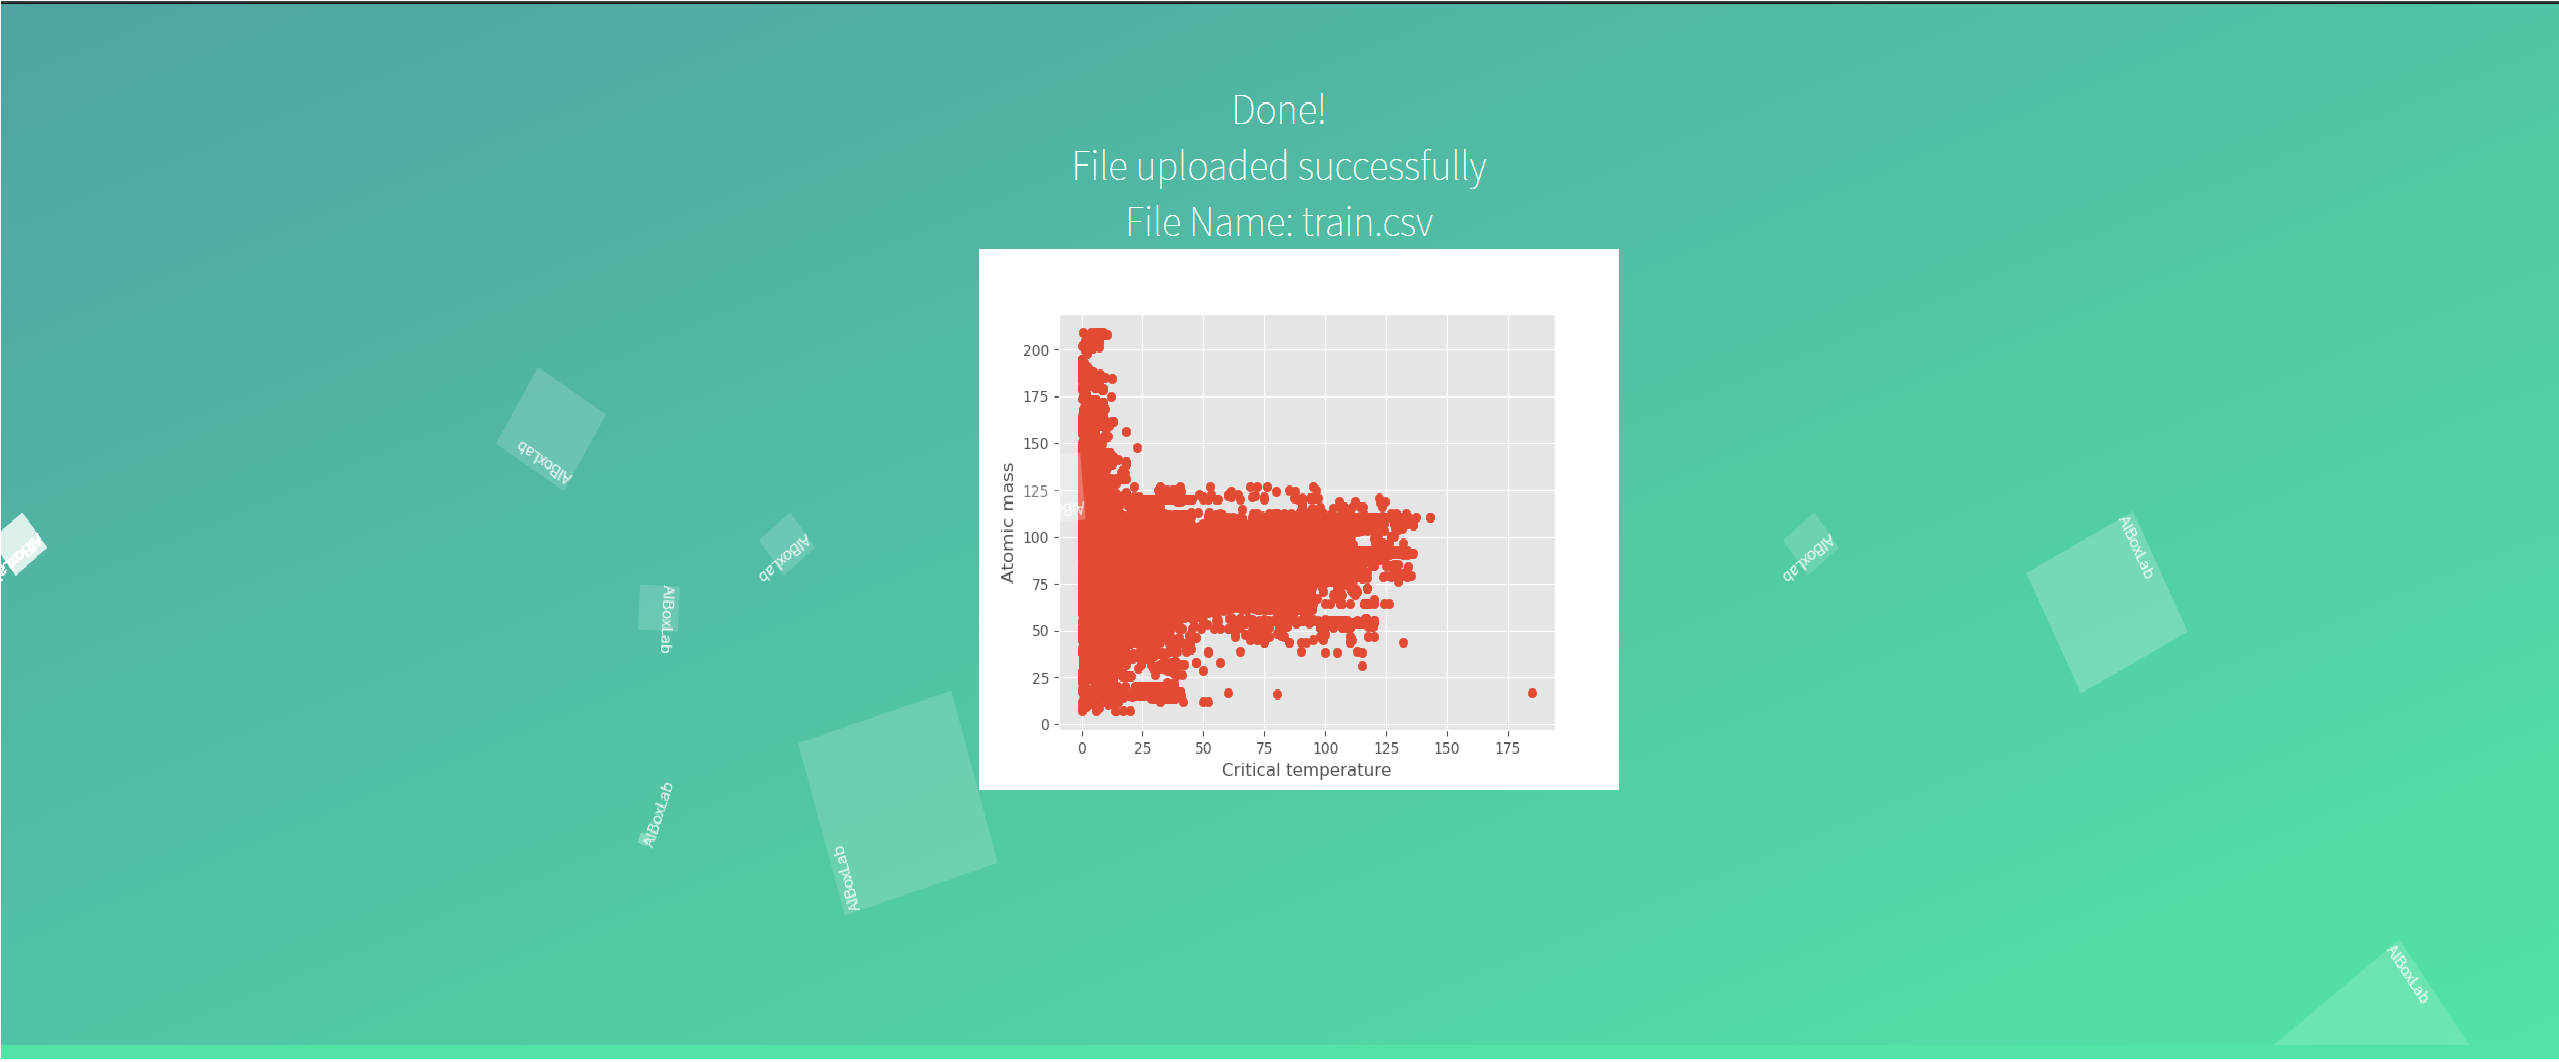 Done!
File uploaded successfully
File Name: train.csv
200
175
150
125
100
75
50
25
0
Atomic mass
0 25 50 75 100 125 150 175
Critical temperature
AIBoxLab
AIBoxLab
AIBoxLab
AIBoxLab
AIBoxLab
AIBoxLab
AIBoxLab
AIBoxLab